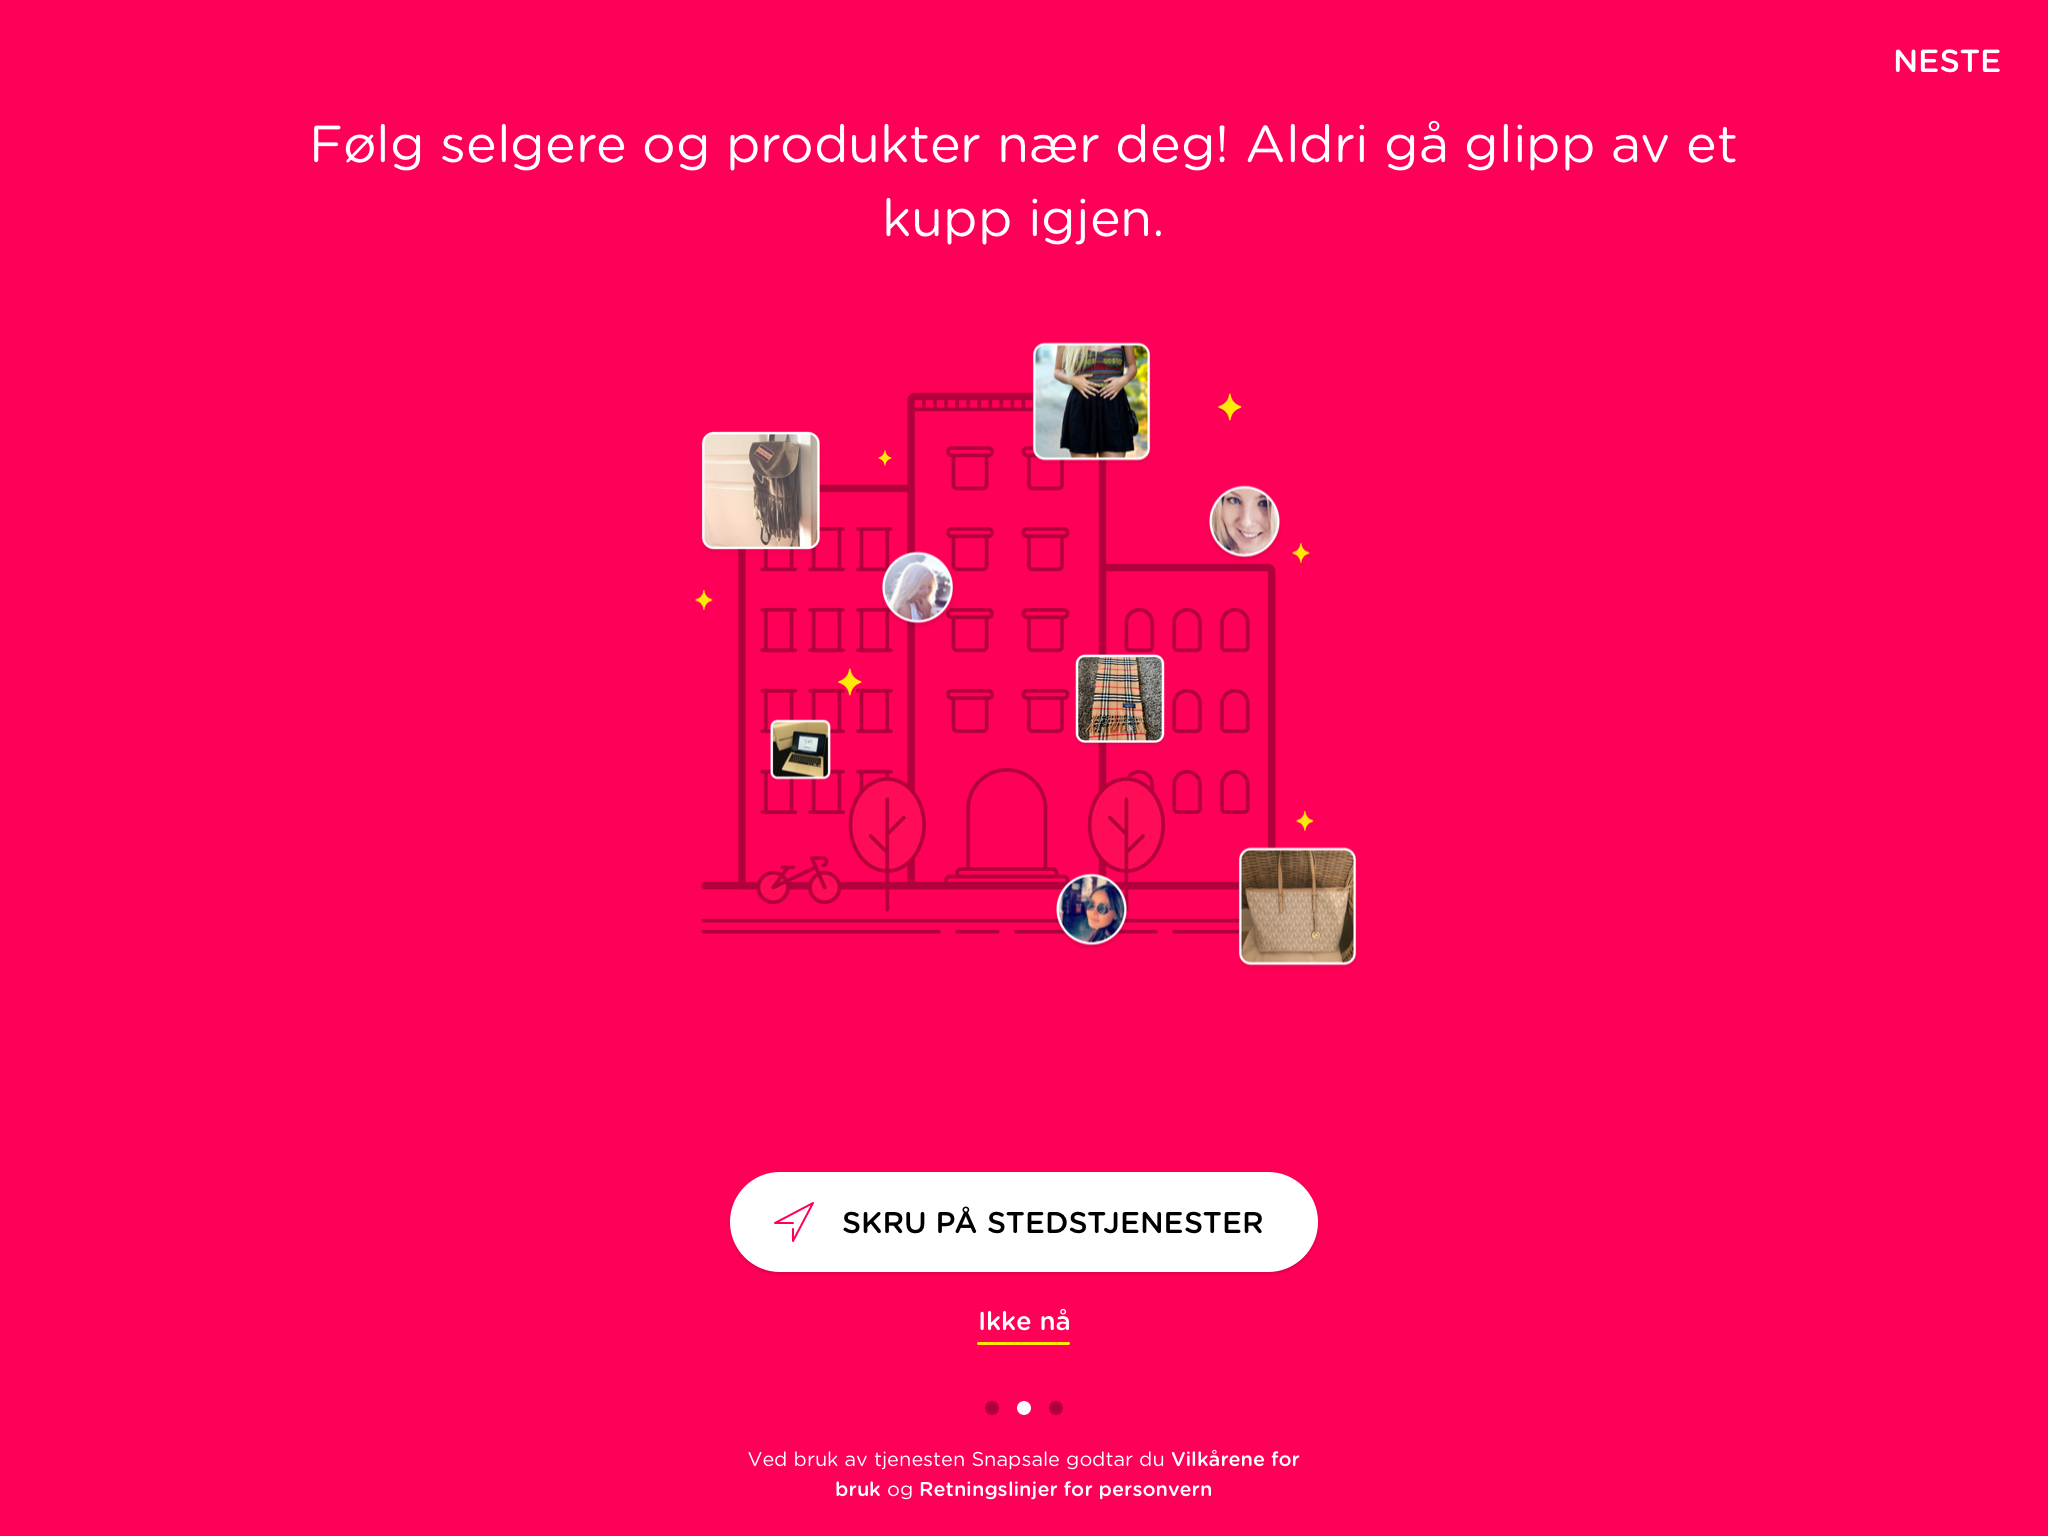 NESTE
Følg selgere og produkter nær deg! Aldri gå glipp av et
kupp igjen.
SKRU PÅ STEDSTJENESTER
Ikke nå
Ved bruk av tjenesten Snapsale godtar du Vilkårene for
bruk og Retningslinjer for personvern